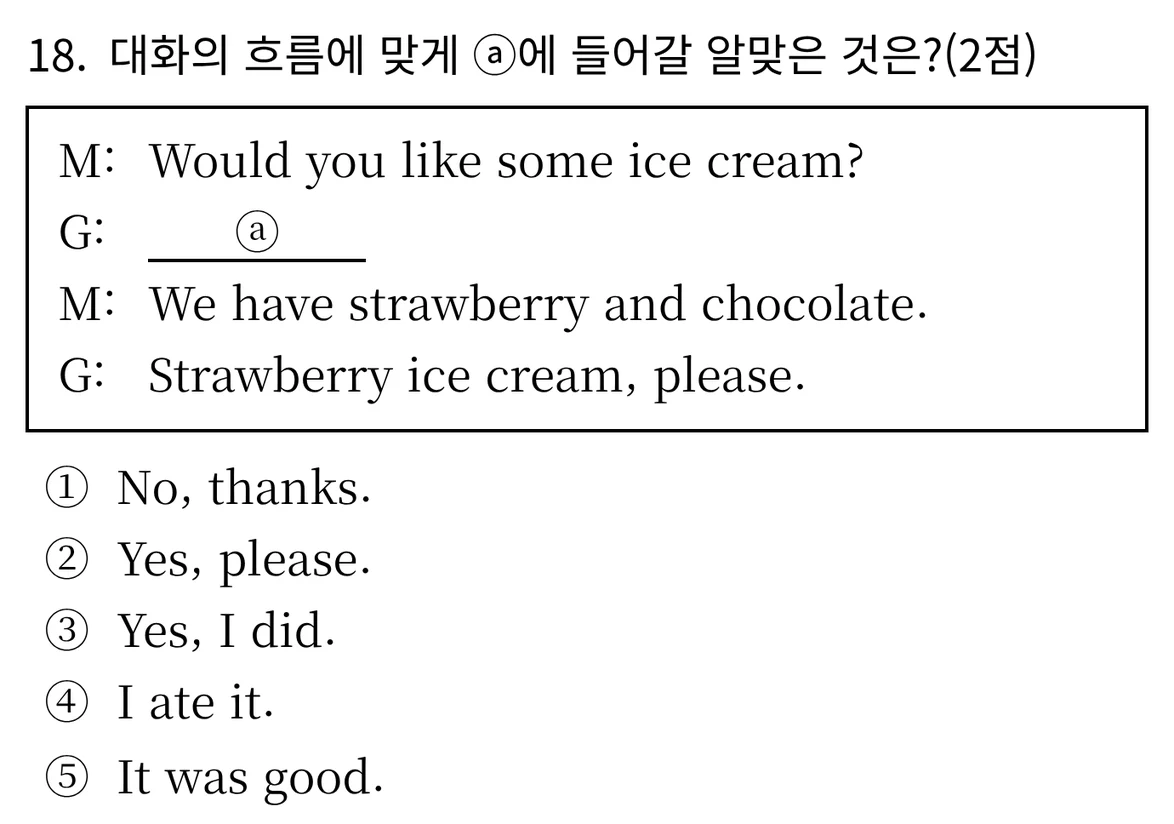 18. 대화의 흐름에 맞게 ⓐ에 들어갈 알맞은 것은?(2점)
M: Would you like some ice cream?
G: ⓐ
M: We have strawberry and chocolate.
G: Strawberry ice cream, please.
① No, thanks.
② Yes, please.
③ Yes, I did.
④ I ate it.
⑤ It was good.